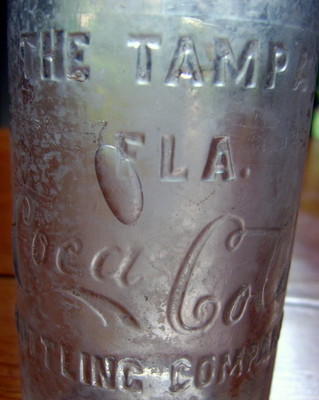 THE TAMPA
FLA.
Coca Cola
BOTTLING COMPANY